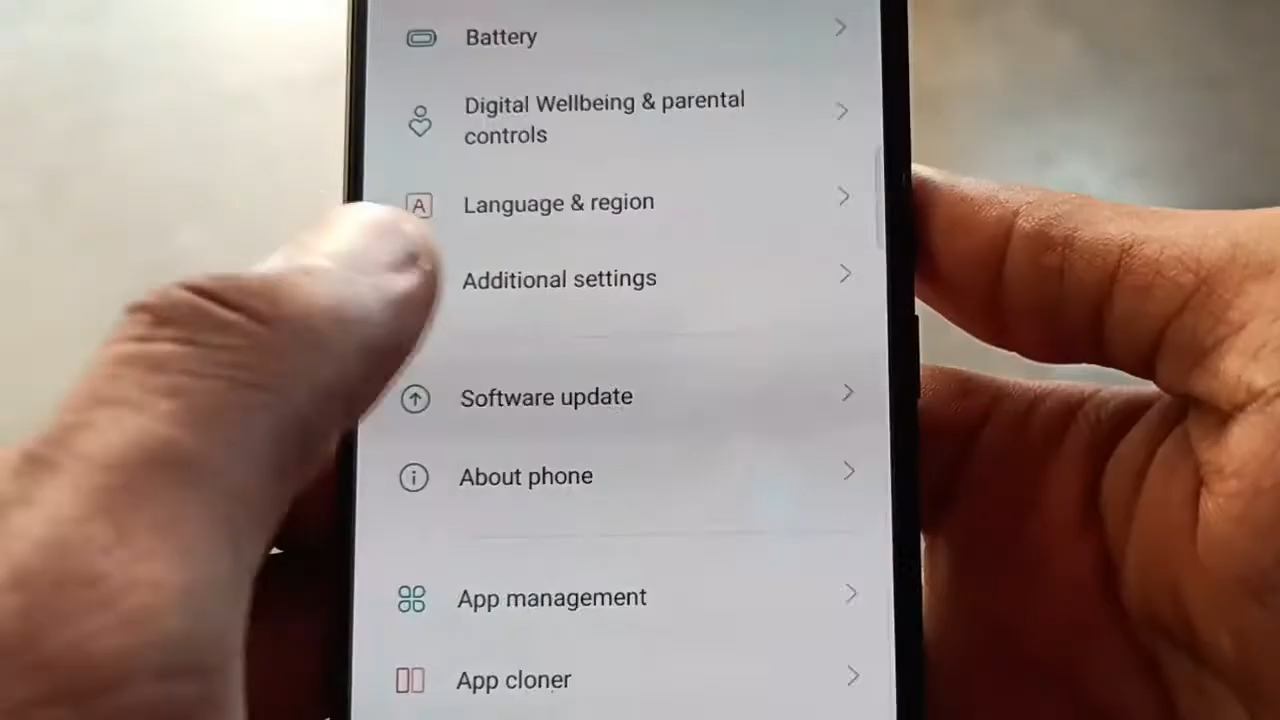 Battery
Digital Wellbeing & parental
controls
A
Language & region
Additional settings
Software update
About phone
App management
App cloner